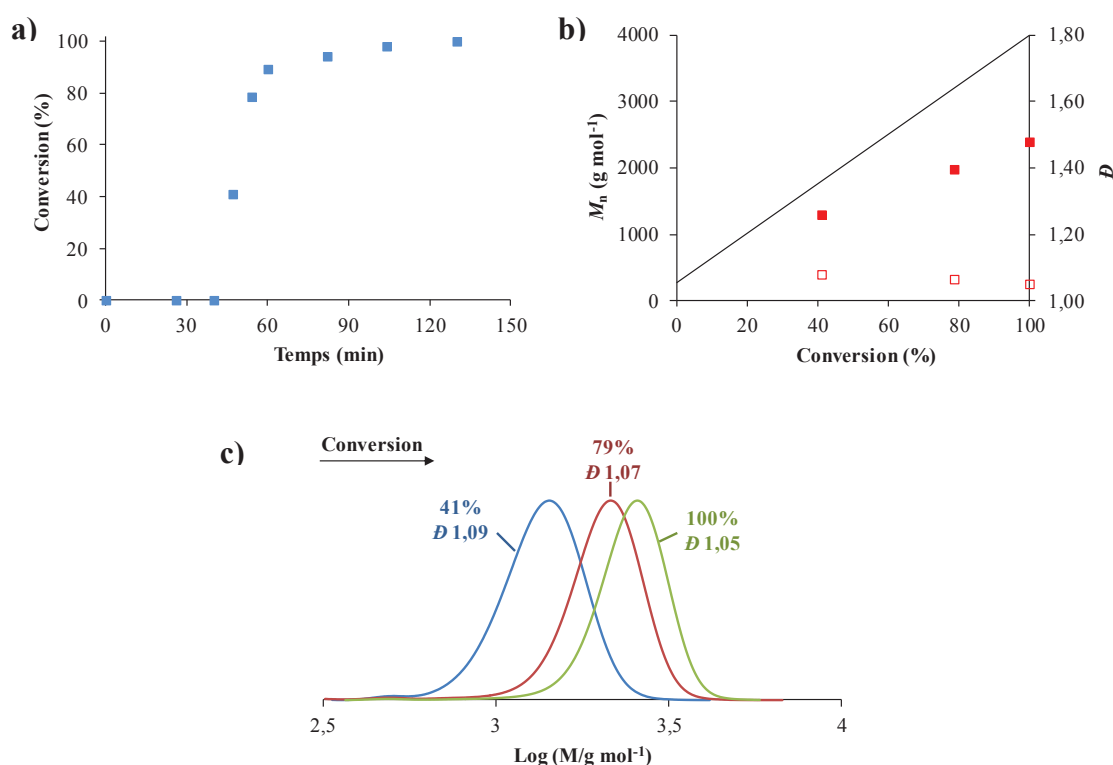 a)
100
80
60
40
20
0
Conversion (%)
0 30 60 90 120 150
Temps (min)
b)
4000
3000
2000
1000
0
Mn (g mol-1)
1,80
1,60
1,40
1,20
1,00
Đ
0 20 40 60 80 100
Conversion (%)
c)
Conversion
41%
Đ 1,09
79%
Đ 1,07
100%
Đ 1,05
2,5 3 3,5 4
Log (M/g mol-1)